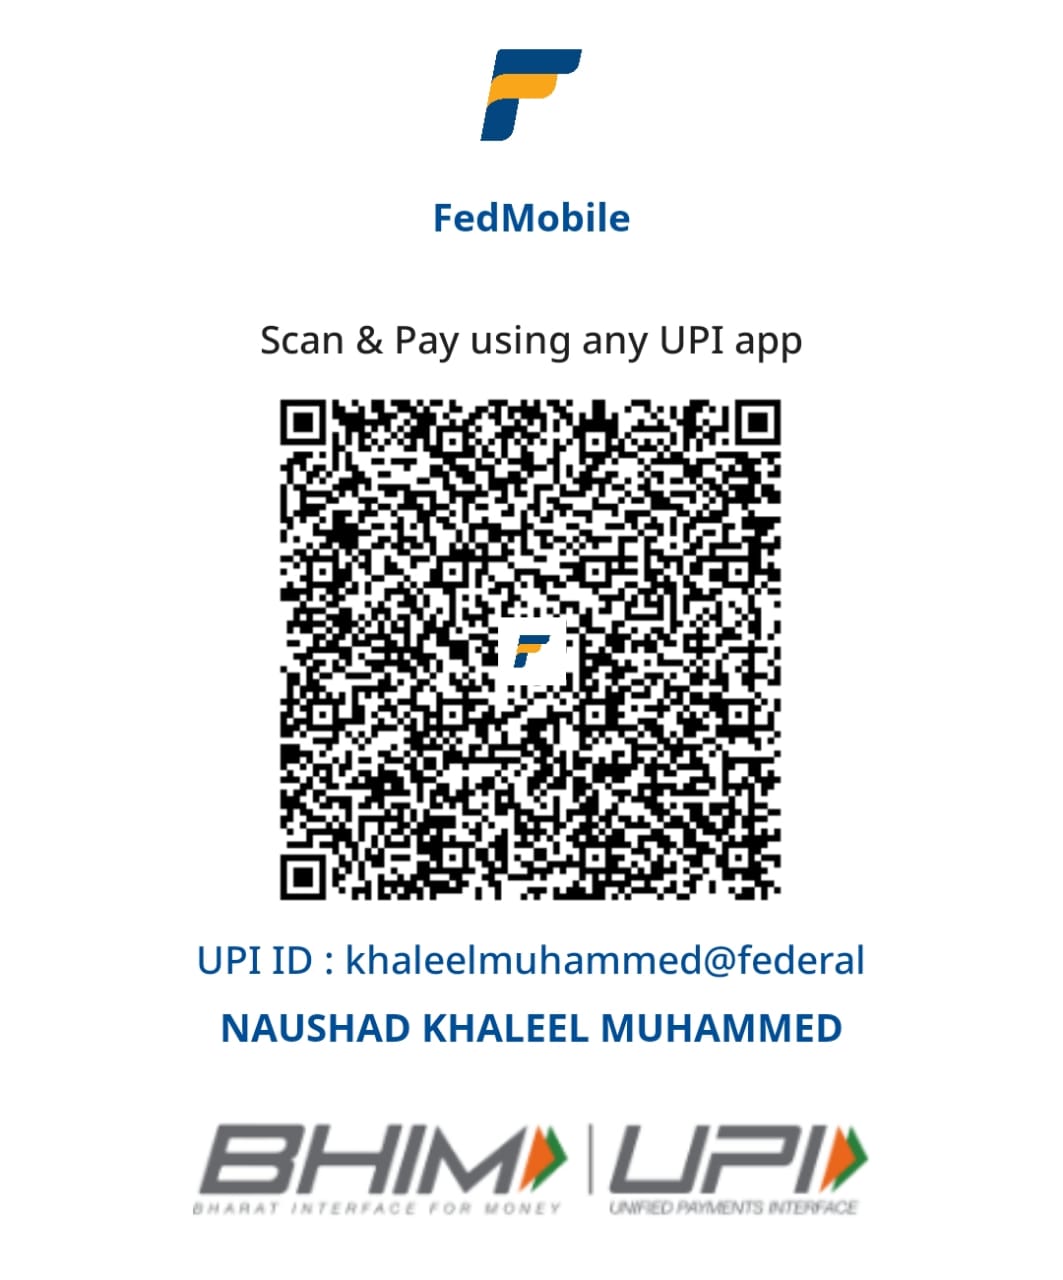 FedMobile
Scan & Pay using any UPI app
UPI ID : khaleelmuhammed@federal
NAUSHAD KHALEEL MUHAMMED
BHIM UPI
BHARAT INTERFACE FOR MONEY UNIFIED PAYMENTS INTERFACE